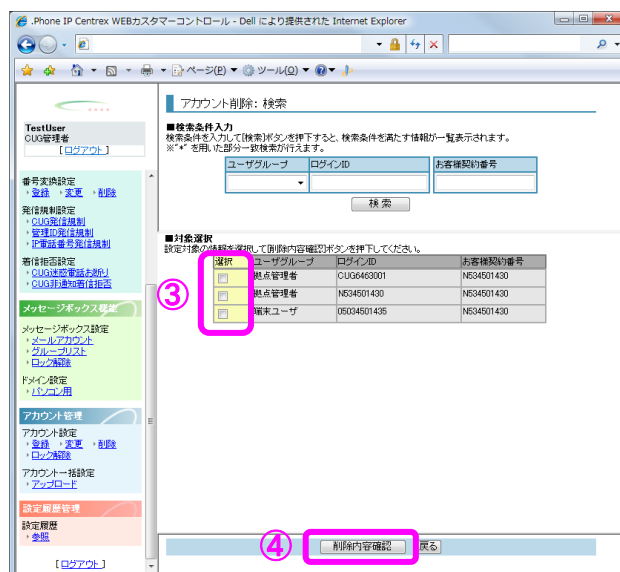 .Phone IP Centrex WEBカスタマーコントロール - Dell により提供された Internet Explorer
ページ(P) ツール(O)
TestUser
CUG管理者
[ログアウト]
番号変換設定
登録 変更 削除
発信規制設定
CUG発信規制
管理ID発信規制
IP電話番号発信規制
着信拒否設定
CUG迷惑電話お断り
CUG非通知着信拒否
メッセージボックス
メッセージボックス設定
メールアカウント
グループリスト
ロック解除
ドメイン設定
パソコン用
アカウント管理
アカウント設定
登録 変更 削除
ロック解除
アカウント一括設定
アップロード
設定履歴管理
設定履歴
参照
[ログアウト]
アカウント削除: 検索
■検索条件入力
検索条件を入力して[検索]ボタンを押下すると、検索条件を満たす情報が一覧表示されます。
※"*" を用いた部分一致検索が行えます。
ユーザグループ ログインID お客様契約番号
検索
■対象選択
設定対象の情報を選択して[削除内容確認]ボタンを押下してください。
選択 ユーザグループ ログインID お客様契約番号
③
拠点管理者 CUG6463001 N534501430
拠点管理者 N534501430 N534501430
端末ユーザ 05034501435 N534501430
④ 削除内容確認 戻る